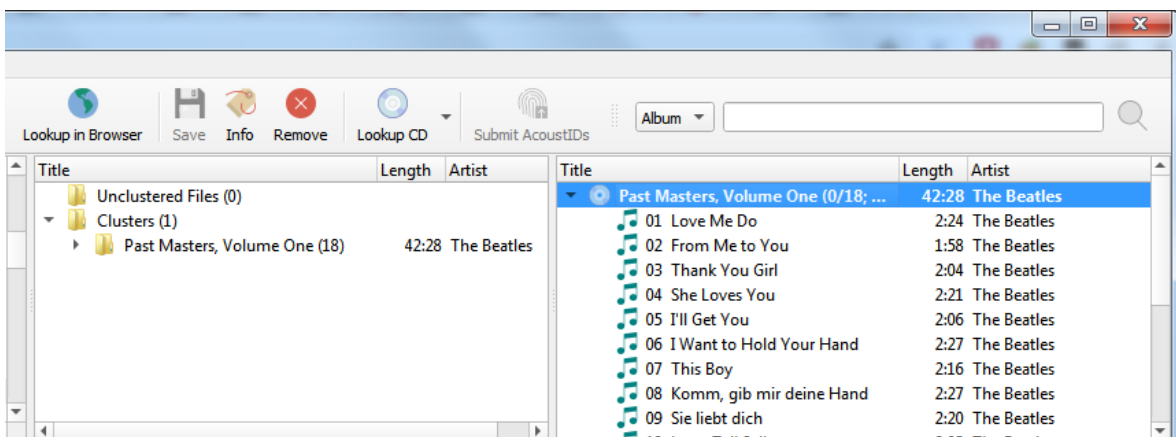 Lookup in Browser Save Info Remove Lookup CD Submit AcoustIDs Album
Title Length Artist
Unclustered Files (0)
Clusters (1)
Past Masters, Volume One (18) 42:28 The Beatles
Title Length Artist
Past Masters, Volume One (0/18; ... 42:28 The Beatles
01 Love Me Do 2:24 The Beatles
02 From Me to You 1:58 The Beatles
03 Thank You Girl 2:04 The Beatles
04 She Loves You 2:21 The Beatles
05 I'll Get You 2:06 The Beatles
06 I Want to Hold Your Hand 2:27 The Beatles
07 This Boy 2:16 The Beatles
08 Komm, gib mir deine Hand 2:27 The Beatles
09 Sie liebt dich 2:20 The Beatles